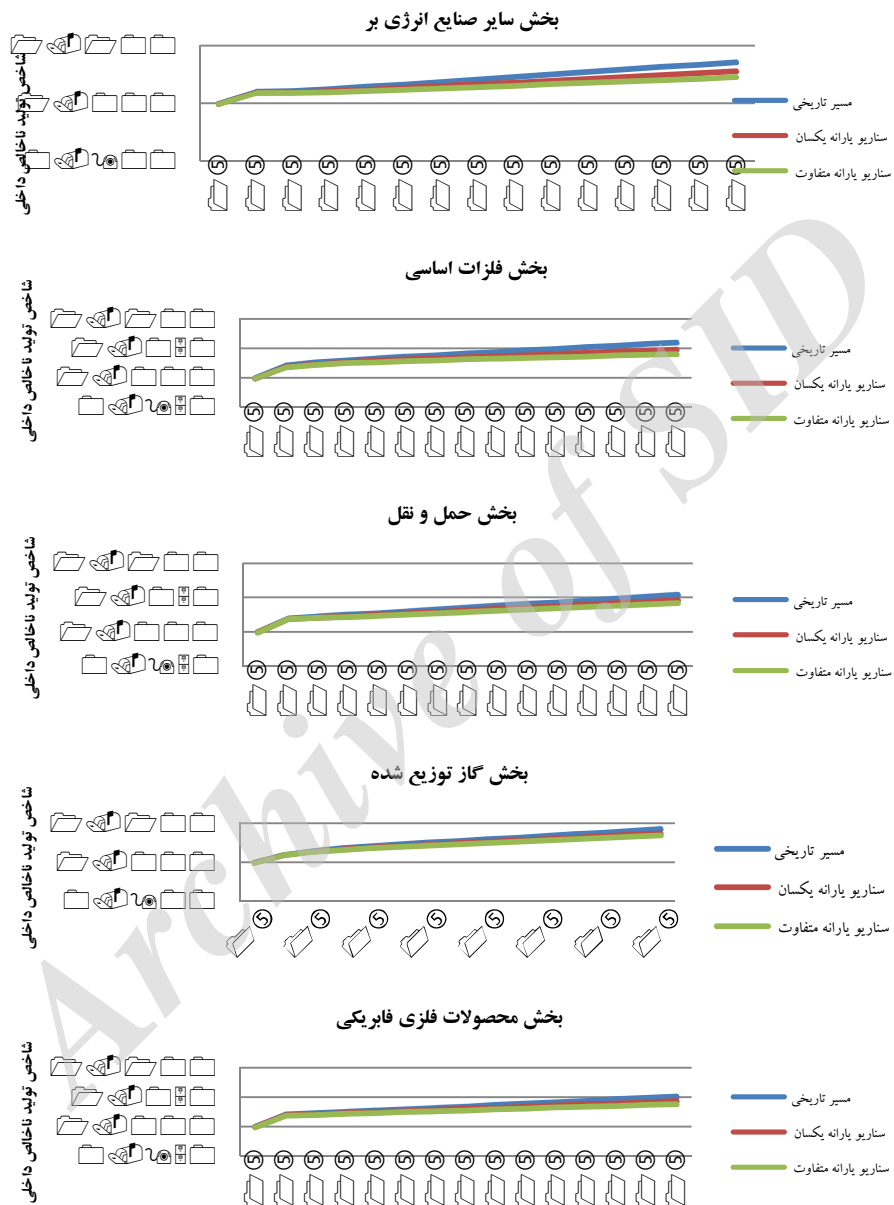 بخش سایر صنایع انرژی بر
شاخص تولید ناخالص داخلی
مسیر تاریخی
سناریو یارانه یکسان
سناریو یارانه متفاوت
بخش فلزات اساسی
شاخص تولید ناخالص داخلی
مسیر تاریخی
سناریو یارانه یکسان
سناریو یارانه متفاوت
بخش حمل و نقل
شاخص تولید ناخالص داخلی
مسیر تاریخی
سناریو یارانه یکسان
سناریو یارانه متفاوت
بخش گاز توزیع شده
شاخص تولید ناخالص داخلی
مسیر تاریخی
سناریو یارانه یکسان
سناریو یارانه متفاوت
بخش محصولات فلزی فابریکی
شاخص تولید ناخالص داخلی
مسیر تاریخی
سناریو یارانه یکسان
سناریو یارانه متفاوت
Archive of SID